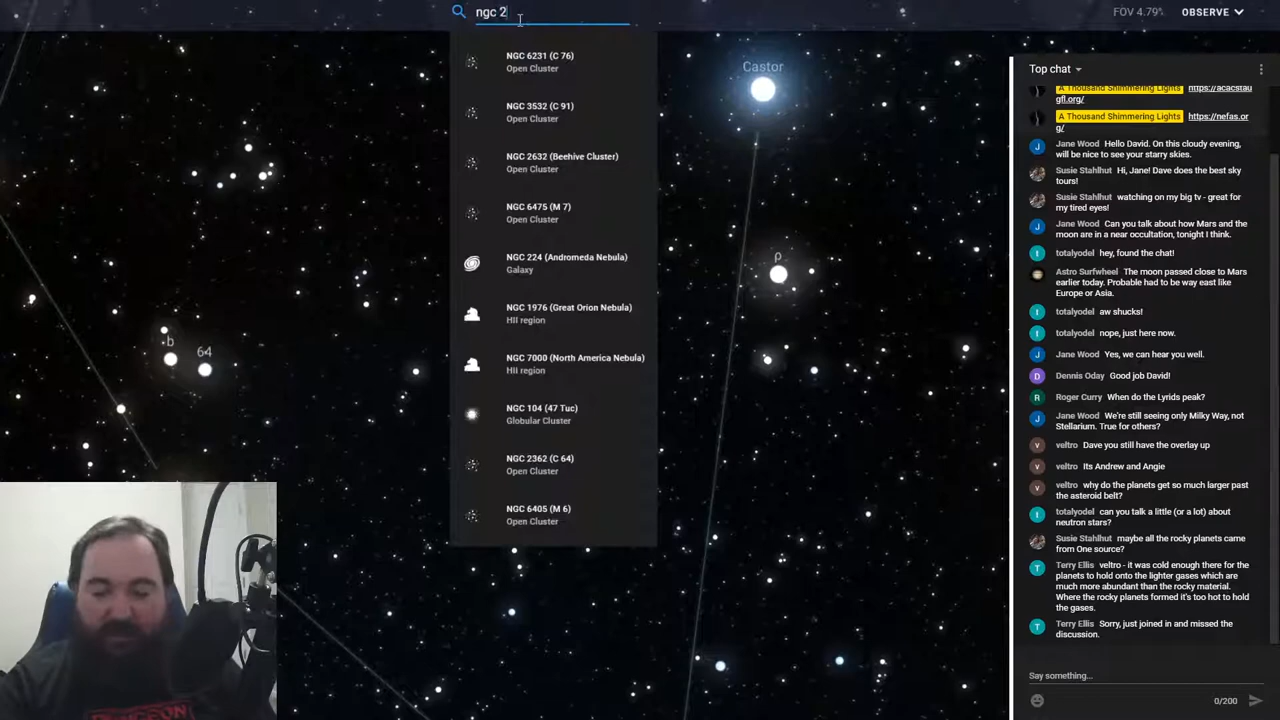 ngc 2
FOV 4.79°
OBSERVE
NGC 6231 (C 76)
Open Cluster
NGC 3532 (C 91)
Open Cluster
NGC 2632 (Beehive Cluster)
Open Cluster
NGC 6475 (M 7)
Open Cluster
NGC 224 (Andromeda Nebula)
Galaxy
NGC 1976 (Great Orion Nebula)
HII region
NGC 7000 (North America Nebula)
HII region
NGC 104 (47 Tuc)
Globular Cluster
NGC 2362 (C 64)
Open Cluster
NGC 6405 (M 6)
Open Cluster
Castor
ρ
b
64
Top chat
A Thousand Shimmering Lights https://acacstau
gfl.org/
A Thousand Shimmering Lights https://nefas.or
g/
J Jane Wood Hello David. On this cloudy evening,
will be nice to see your starry skies.
Susie Stahlhut Hi, Jane! Dave does the best sky
tours!
Susie Stahlhut watching on my big tv - great for
my tired eyes!
J Jane Wood Can you talk about how Mars and the
moon are in a near occultation, tonight I think.
t totalyodel hey, found the chat!
Astro Surfwheel The moon passed close to Mars
earlier today. Probable had to be way east like
Europe or Asia.
t totalyodel aw shucks!
t totalyodel nope, just here now.
J Jane Wood Yes, we can hear you well.
D Dennis Oday Good job David!
R Roger Curry When do the Lyrids peak?
J Jane Wood We're still seeing only Milky Way, not
Stellarium. True for others?
v veltro Dave you still have the overlay up
v veltro Its Andrew and Angie
v veltro why do the planets get so much larger past
the asteroid belt?
t totalyodel can you talk a little (or a lot) about
neutron stars?
Susie Stahlhut maybe all the rocky planets came
from One source?
T Terry Ellis veltro - it was cold enough there for the
planets to hold onto the lighter gases which are
much more abundant than the rocky material.
Where the rocky planets formed it's too hot to hold
the gases.
T Terry Ellis Sorry, just joined in and missed the
discussion.
Say something...
0/200